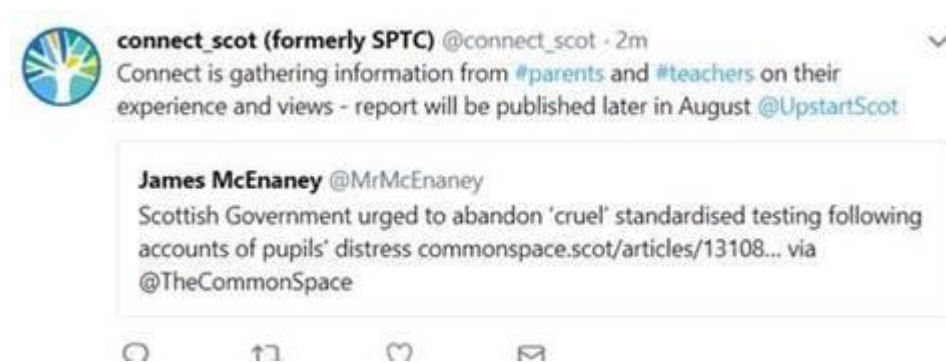 connect_scot (formerly SPTC) @connect_scot · 2m
Connect is gathering information from #parents and #teachers on their
experience and views - report will be published later in August @UpstartScot
James McEnaney @MrMcEnaney
Scottish Government urged to abandon 'cruel' standardised testing following
accounts of pupils' distress commonspace.scot/articles/13108... via
@TheCommonSpace